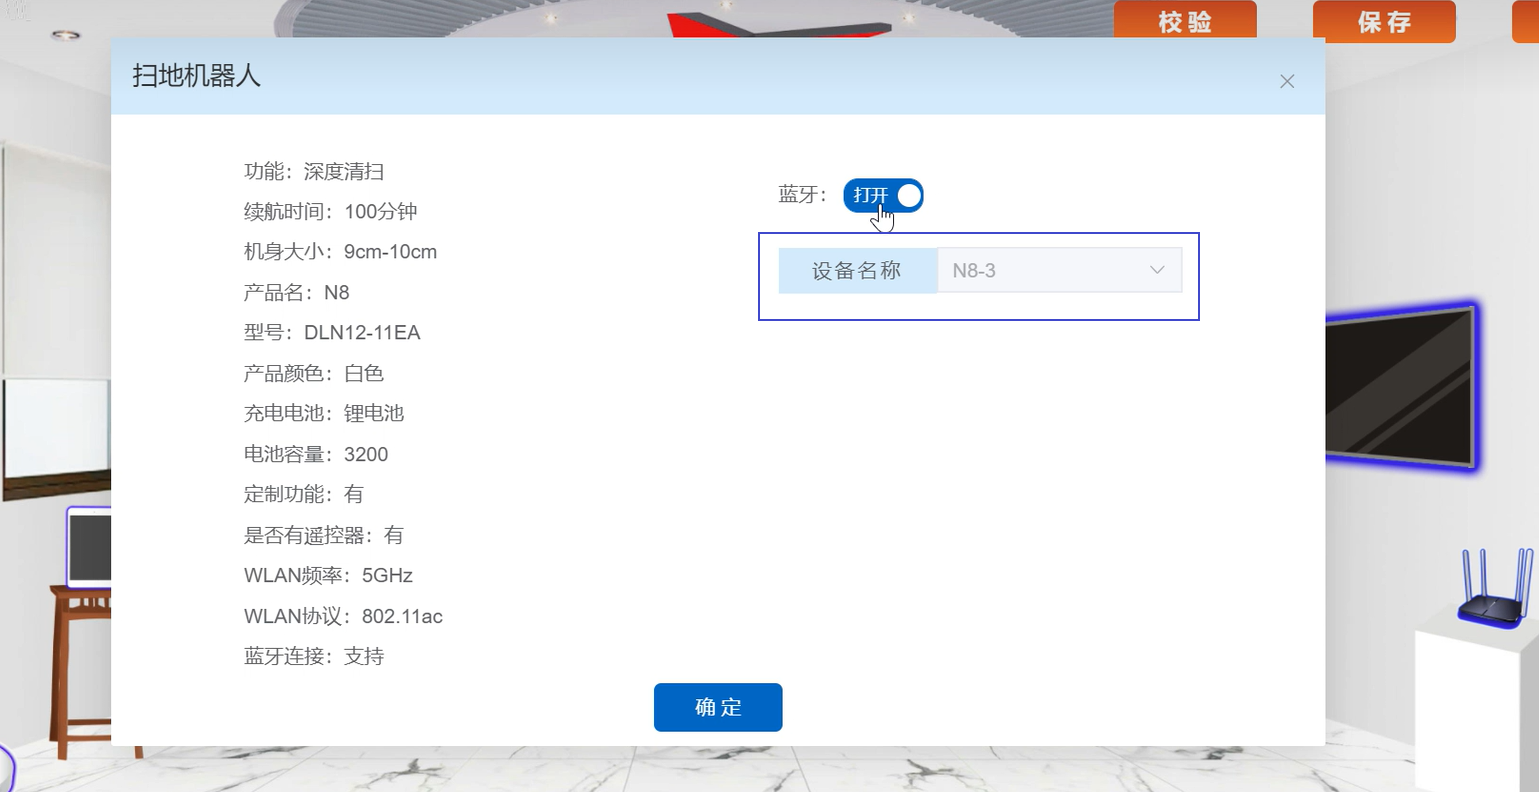 校验
保存
扫地机器人
功能：深度清扫
续航时间：100分钟
机身大小：9cm-10cm
产品名：N8
型号：DLN12-11EA
产品颜色：白色
充电电池：锂电池
电池容量：3200
定制功能：有
是否有遥控器：有
WLAN频率：5GHz
WLAN协议：802.11ac
蓝牙连接：支持
蓝牙：
打开
设备名称
N8-3
确定